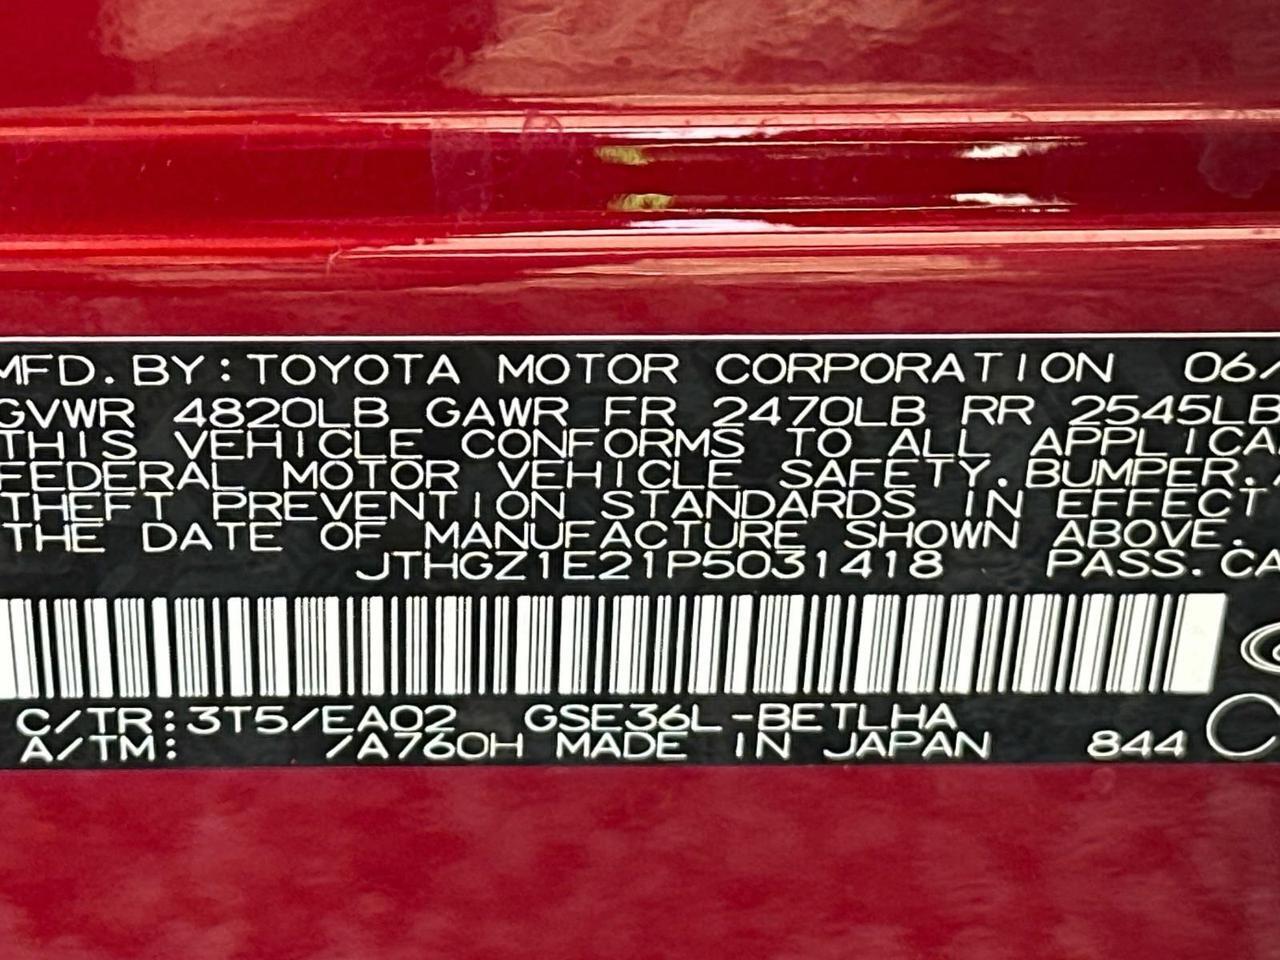 MFD. BY: TOYOTA MOTOR CORPORATION 06/
GVWR 4820LB GAWR FR 2470LB RR 2545LB
THIS VEHICLE CONFORMS TO ALL APPLICA
FEDERAL MOTOR VEHICLE SAFETY. BUMPER. A
THEFT PREVENTION STANDARDS IN EFFECT
THE DATE OF MANUFACTURE SHOWN ABOVE.
JTHGZ1E21P5031418 PASS. CA
C/TR: 3T5/EA02 GSE36L-BETLHA
A/TM: /A760H MADE IN JAPAN 844